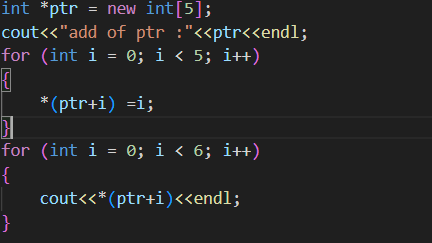 int *ptr = new int[5];
cout<<"add of ptr :"<<ptr<<endl;
for (int i = 0; i < 5; i++)
{
    *(ptr+i) =i;
}
for (int i = 0; i < 6; i++)
{
    cout<<*(ptr+i)<<endl;
}